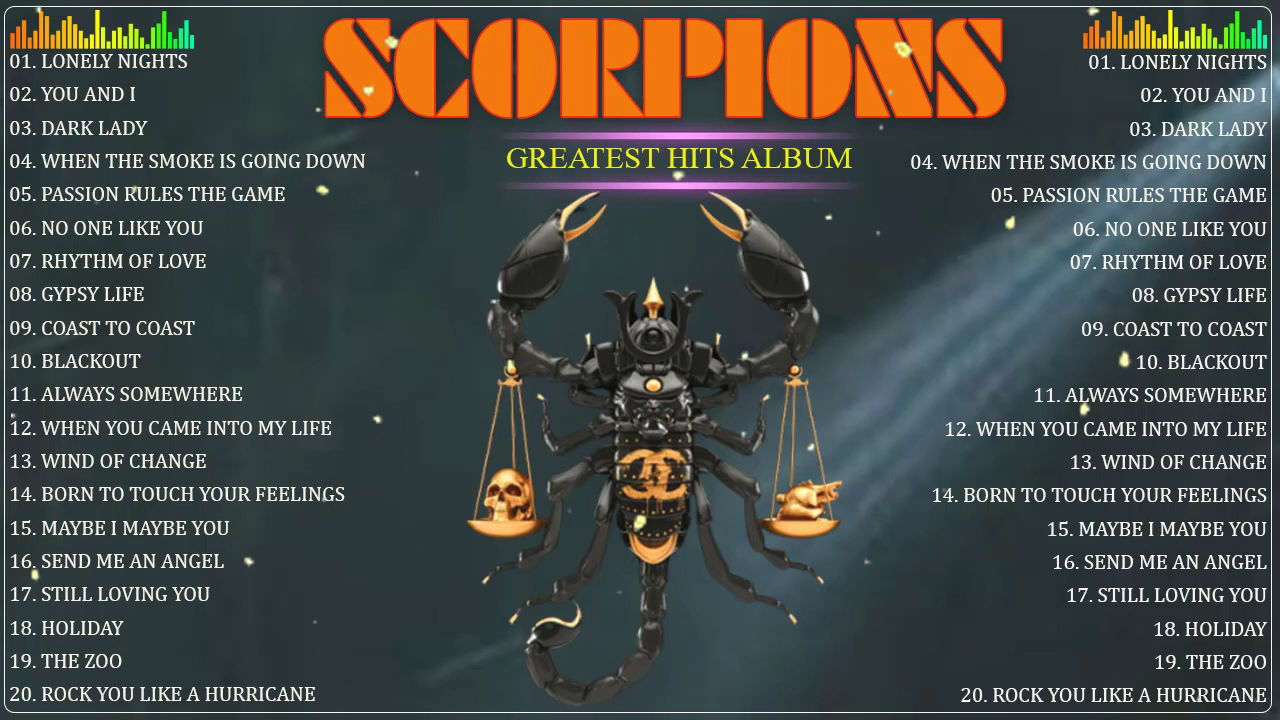 SCORPIONS
GREATEST HITS ALBUM
01. LONELY NIGHTS
02. YOU AND I
03. DARK LADY
04. WHEN THE SMOKE IS GOING DOWN
05. PASSION RULES THE GAME
06. NO ONE LIKE YOU
07. RHYTHM OF LOVE
08. GYPSY LIFE
09. COAST TO COAST
10. BLACKOUT
11. ALWAYS SOMEWHERE
12. WHEN YOU CAME INTO MY LIFE
13. WIND OF CHANGE
14. BORN TO TOUCH YOUR FEELINGS
15. MAYBE I MAYBE YOU
16. SEND ME AN ANGEL
17. STILL LOVING YOU
18. HOLIDAY
19. THE ZOO
20. ROCK YOU LIKE A HURRICANE
01. LONELY NIGHTS
02. YOU AND I
03. DARK LADY
04. WHEN THE SMOKE IS GOING DOWN
05. PASSION RULES THE GAME
06. NO ONE LIKE YOU
07. RHYTHM OF LOVE
08. GYPSY LIFE
09. COAST TO COAST
10. BLACKOUT
11. ALWAYS SOMEWHERE
12. WHEN YOU CAME INTO MY LIFE
13. WIND OF CHANGE
14. BORN TO TOUCH YOUR FEELINGS
15. MAYBE I MAYBE YOU
16. SEND ME AN ANGEL
17. STILL LOVING YOU
18. HOLIDAY
19. THE ZOO
20. ROCK YOU LIKE A HURRICANE